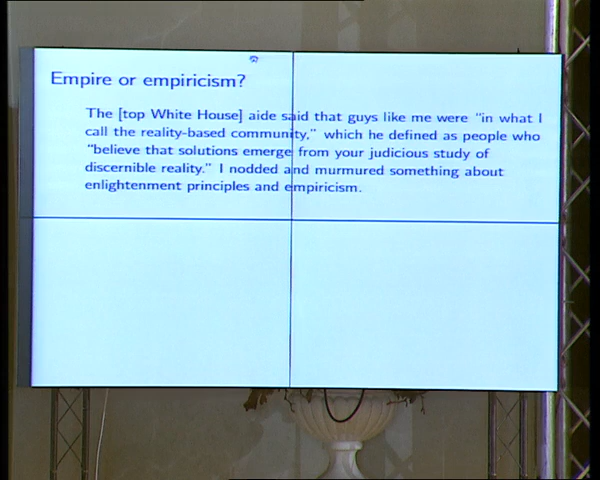 Empire or empiricism?
The [top White House] aide said that guys like me were "in what I
call the reality-based community," which he defined as people who
"believe that solutions emerge from your judicious study of
discernible reality." I nodded and murmured something about
enlightenment principles and empiricism.